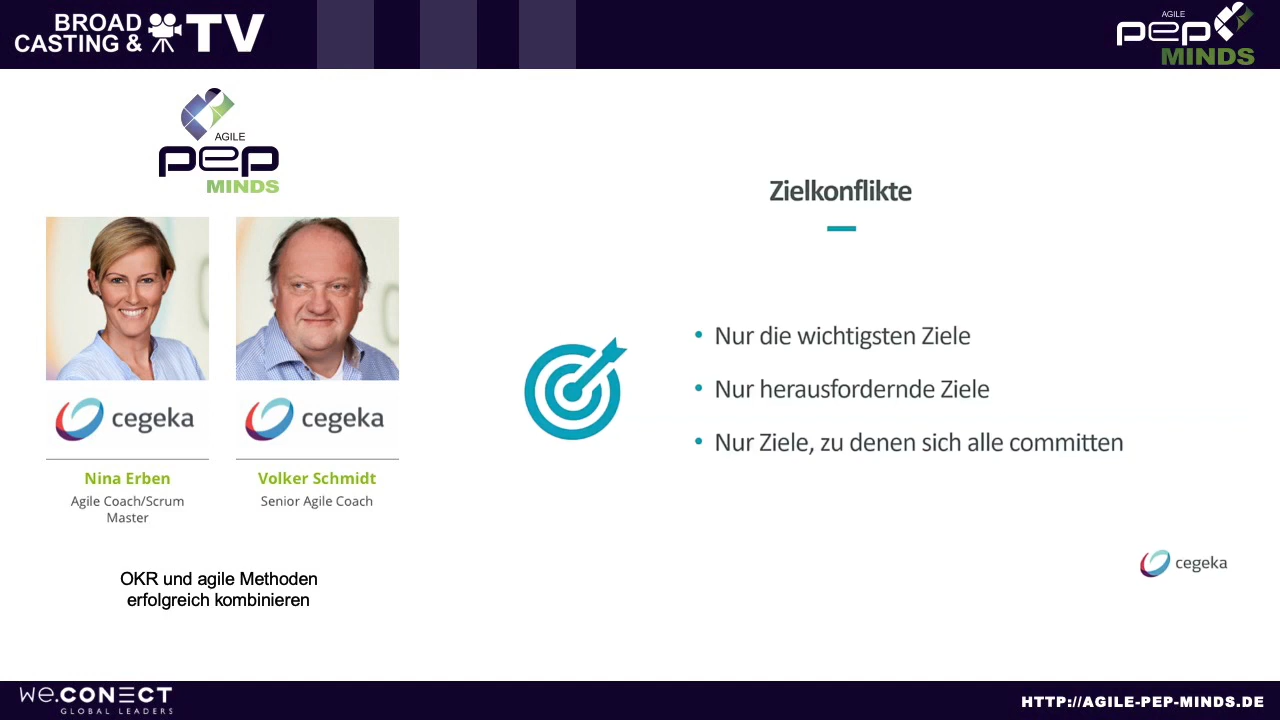 BROAD
CASTING & TV
AGILE
pep
MINDS
AGILE
pep
MINDS
Zielkonflikte
• Nur die wichtigsten Ziele
• Nur herausfordernde Ziele
• Nur Ziele, zu denen sich alle committen
cegeka
cegeka
Nina Erben
Agile Coach/Scrum
Master
Volker Schmidt
Senior Agile Coach
cegeka
OKR und agile Methoden
erfolgreich kombinieren
we.CONECT
GLOBAL LEADERS
HTTP://AGILE-PEP-MINDS.DE